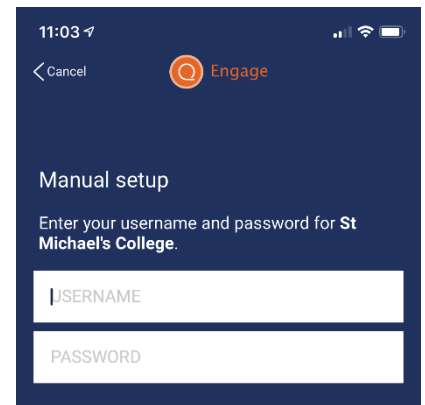 11:03
Cancel
Engage
Manual setup
Enter your username and password for St
Michael's College.
USERNAME
PASSWORD